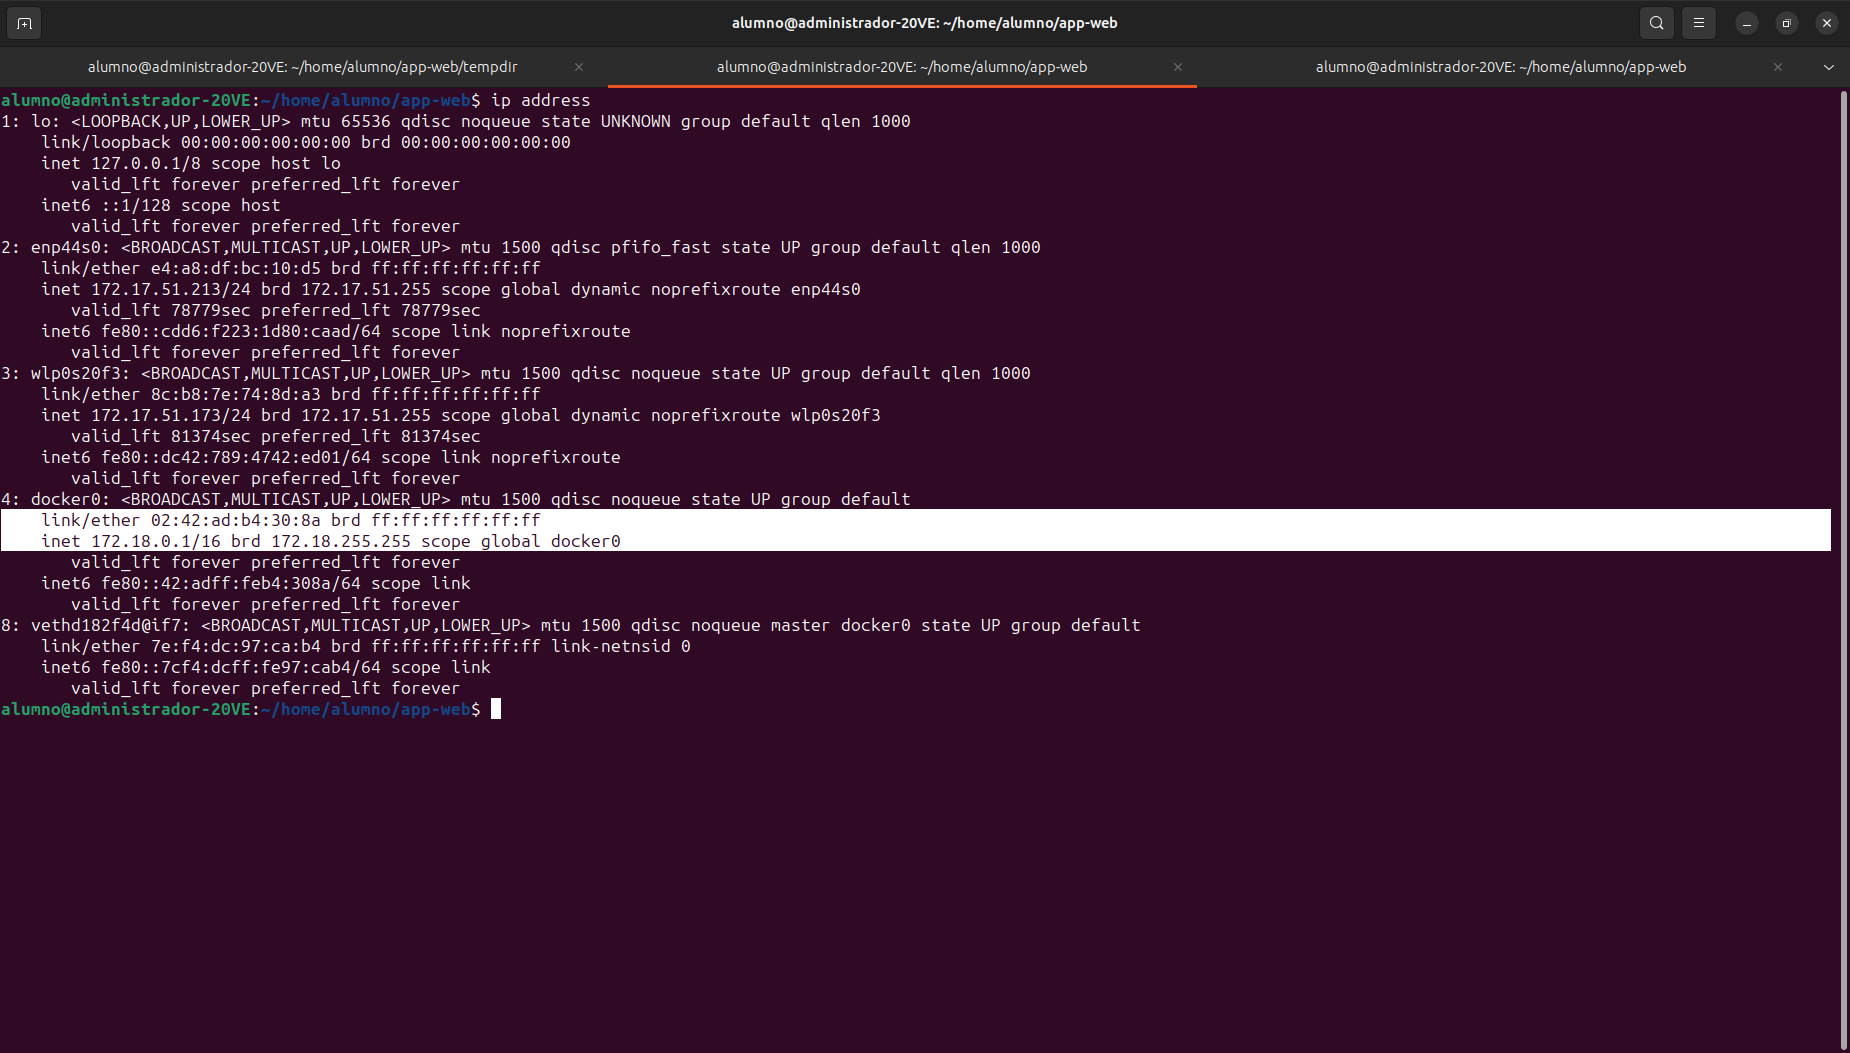 alumno@administrador-20VE: ~/home/alumno/app-web
alumno@administrador-20VE: ~/home/alumno/app-web/tempdir
alumno@administrador-20VE: ~/home/alumno/app-web
alumno@administrador-20VE: ~/home/alumno/app-web
alumno@administrador-20VE:~/home/alumno/app-web$ ip address
1: lo: <LOOPBACK,UP,LOWER_UP> mtu 65536 qdisc noqueue state UNKNOWN group default qlen 1000
    link/loopback 00:00:00:00:00:00 brd 00:00:00:00:00:00
    inet 127.0.0.1/8 scope host lo
       valid_lft forever preferred_lft forever
    inet6 ::1/128 scope host
       valid_lft forever preferred_lft forever
2: enp44s0: <BROADCAST,MULTICAST,UP,LOWER_UP> mtu 1500 qdisc pfifo_fast state UP group default qlen 1000
    link/ether e4:a8:df:bc:10:d5 brd ff:ff:ff:ff:ff:ff
    inet 172.17.51.213/24 brd 172.17.51.255 scope global dynamic noprefixroute enp44s0
       valid_lft 78779sec preferred_lft 78779sec
    inet6 fe80::cdd6:f223:1d80:caad/64 scope link noprefixroute
       valid_lft forever preferred_lft forever
3: wlp0s20f3: <BROADCAST,MULTICAST,UP,LOWER_UP> mtu 1500 qdisc noqueue state UP group default qlen 1000
    link/ether 8c:b8:7e:74:8d:a3 brd ff:ff:ff:ff:ff:ff
    inet 172.17.51.173/24 brd 172.17.51.255 scope global dynamic noprefixroute wlp0s20f3
       valid_lft 81374sec preferred_lft 81374sec
    inet6 fe80::dc42:789:4742:ed01/64 scope link noprefixroute
       valid_lft forever preferred_lft forever
4: docker0: <BROADCAST,MULTICAST,UP,LOWER_UP> mtu 1500 qdisc noqueue state UP group default
    link/ether 02:42:ad:b4:30:8a brd ff:ff:ff:ff:ff:ff
    inet 172.18.0.1/16 brd 172.18.255.255 scope global docker0
       valid_lft forever preferred_lft forever
    inet6 fe80::42:adff:feb4:308a/64 scope link
       valid_lft forever preferred_lft forever
8: vethd182f4d@if7: <BROADCAST,MULTICAST,UP,LOWER_UP> mtu 1500 qdisc noqueue master docker0 state UP group default
    link/ether 7e:f4:dc:97:ca:b4 brd ff:ff:ff:ff:ff:ff link-netnsid 0
    inet6 fe80::7cf4:dcff:fe97:cab4/64 scope link
       valid_lft forever preferred_lft forever
alumno@administrador-20VE:~/home/alumno/app-web$